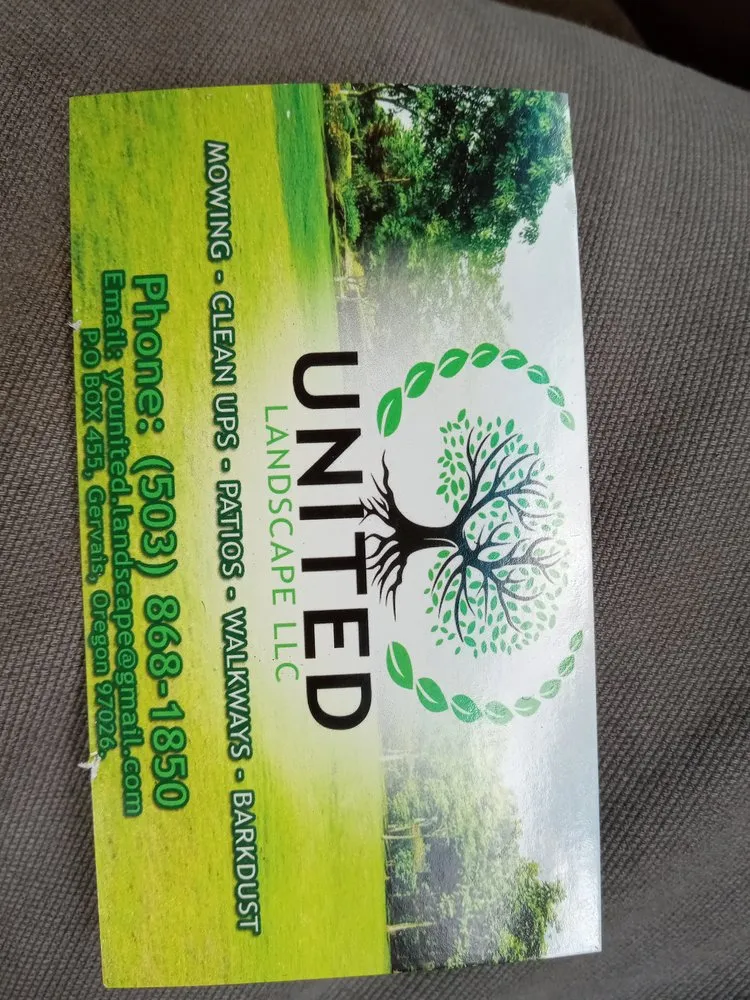 UNITED
LANDSCAPE LLC
MOWING - CLEAN UPS - PATIOS - WALKWAYS - BARKDUST
Phone: (503) 868-1850
Email: younited.landscape@gmail.com
P.O BOX 455, Gervais, Oregon 97026.